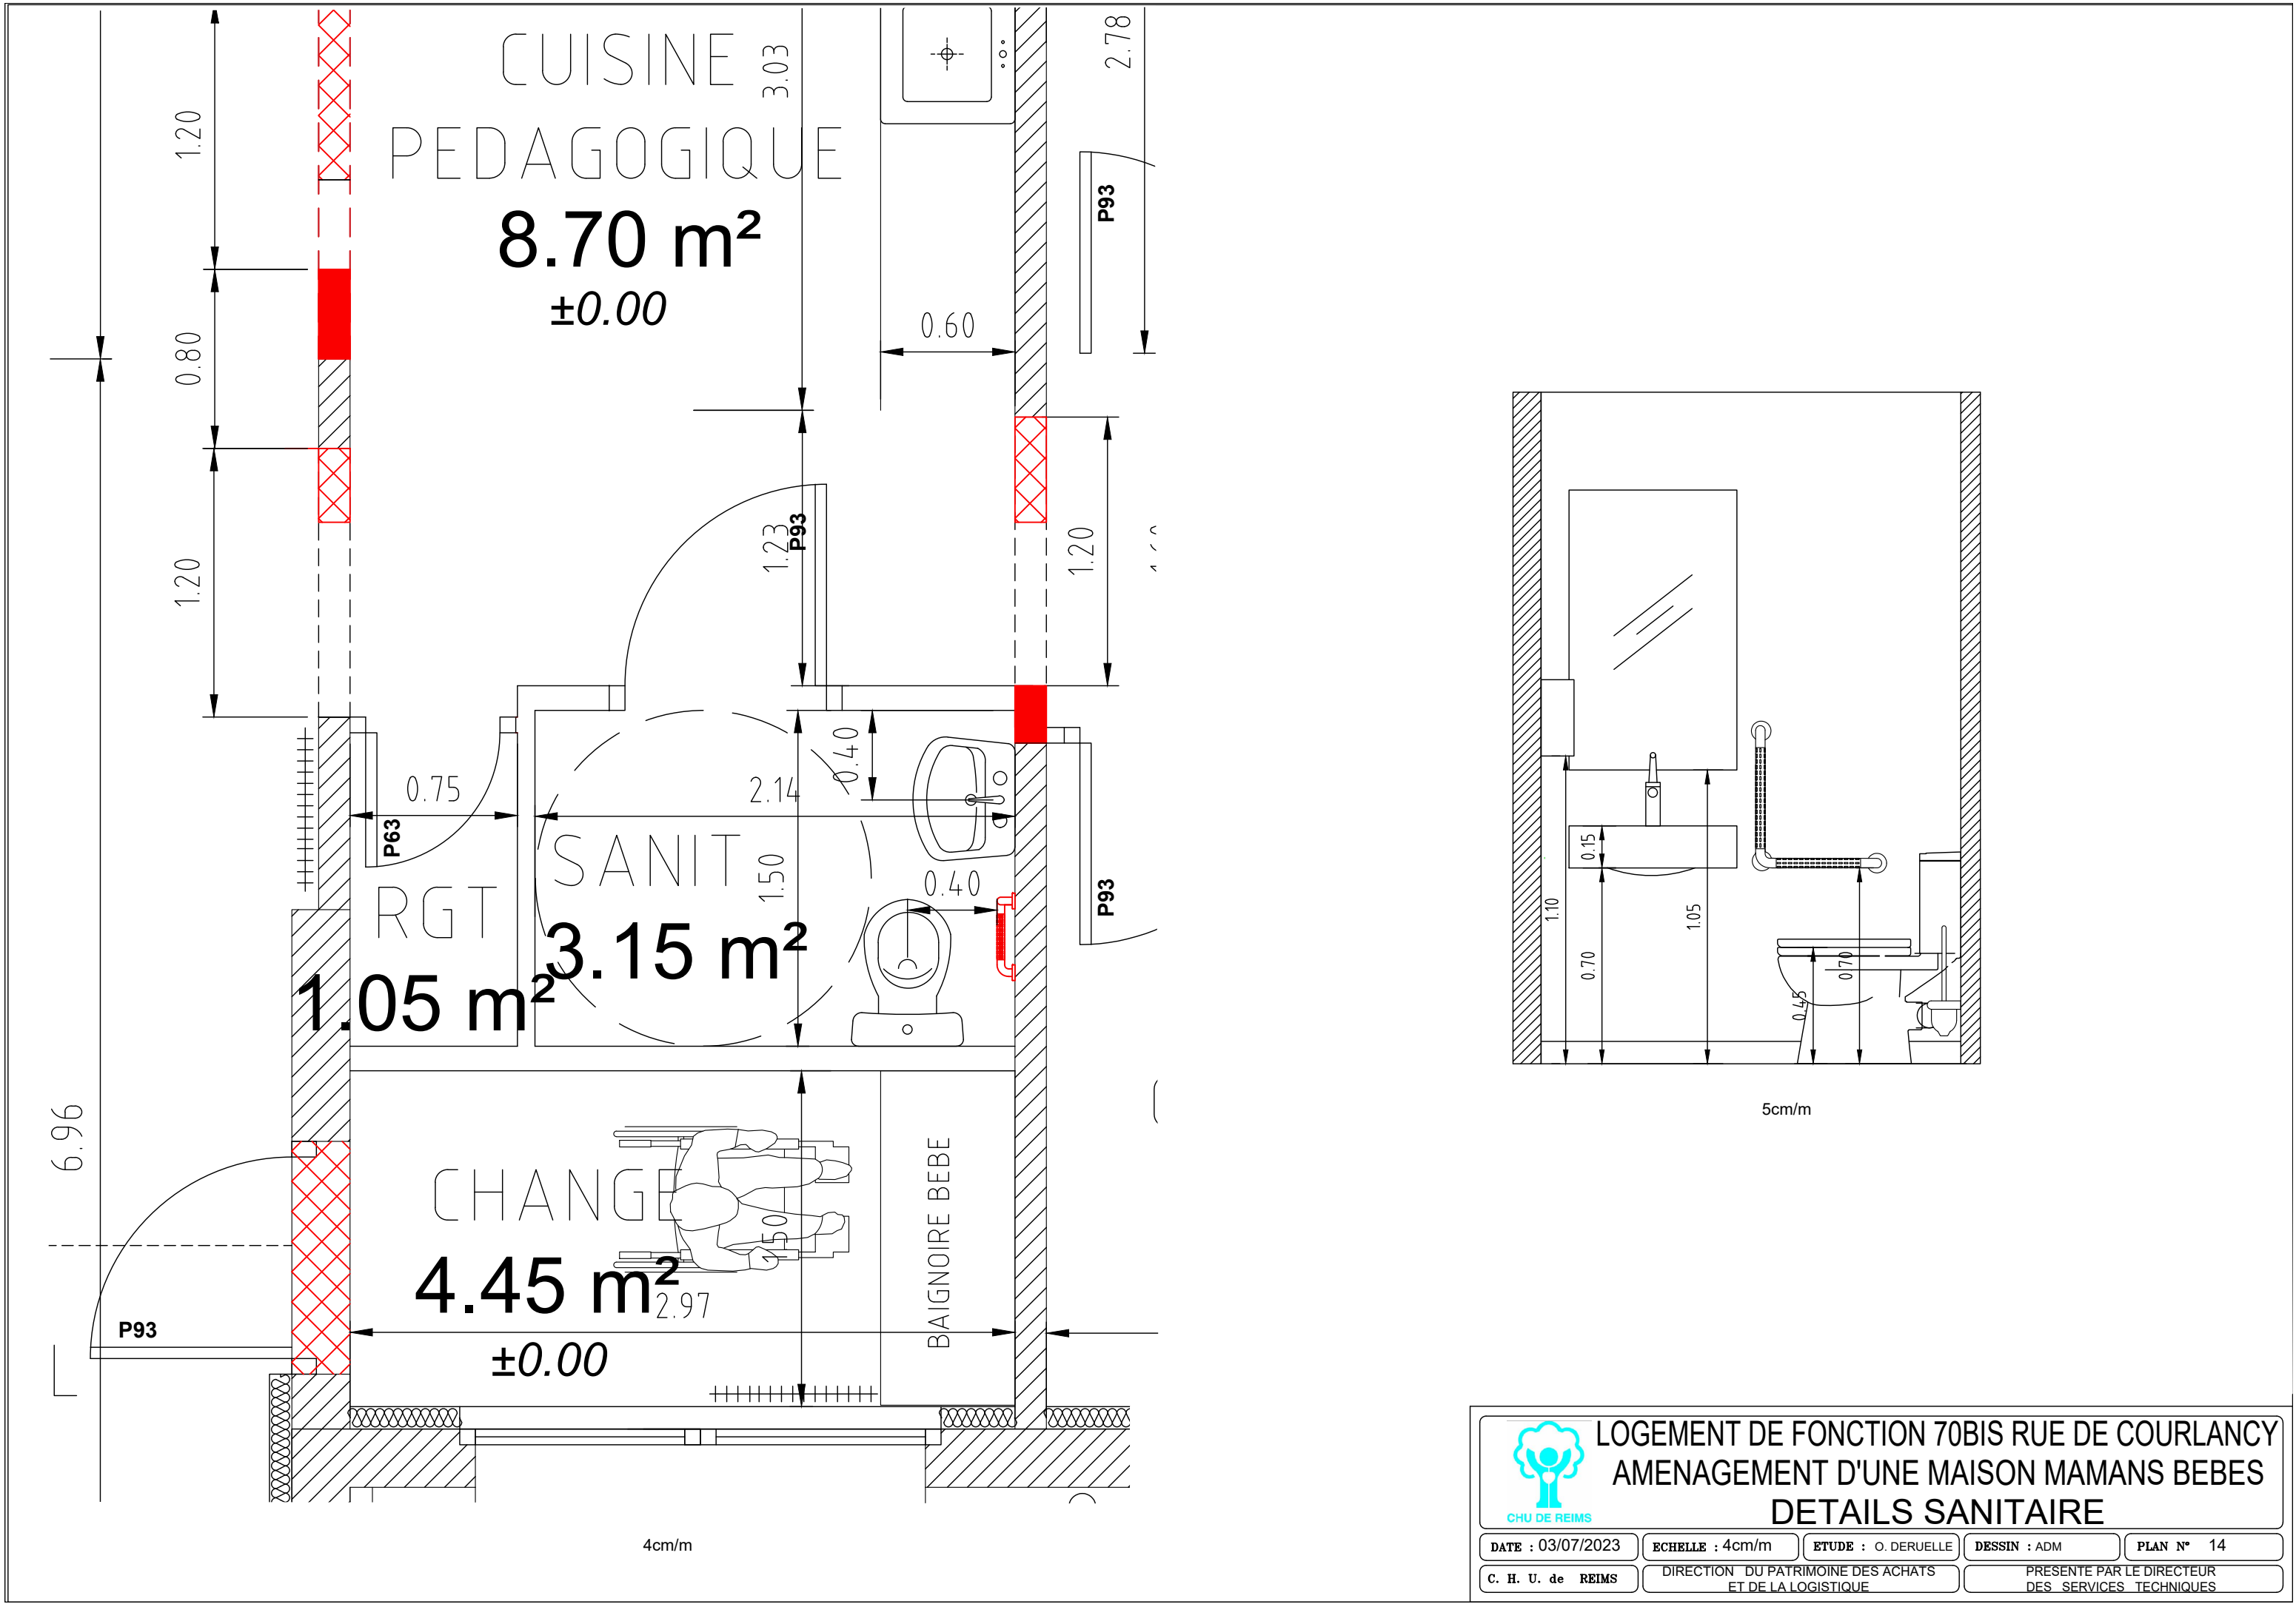 CUISINE
PEDAGOGIQUE
8.70 m²
±0.00
3.03
2.78
1.20
0.80
1.20
0.60
P93
P93
1.23
1.20
0.75
P63
2.14
0.40
SANIT
1.50
3.15 m²
0.40
RGT
1.05 m²
P93
6.96
CHANGE
4.45 m²
±0.00
1.50
2.97
BAIGNOIRE BEBE
P93
4cm/m
0.15
1.10
0.70
1.05
0.45
0.70
5cm/m
CHU DE REIMS
LOGEMENT DE FONCTION 70BIS RUE DE COURLANCY
AMENAGEMENT D'UNE MAISON MAMANS BEBES
DETAILS SANITAIRE
DATE : 03/07/2023 ECHELLE : 4cm/m ETUDE : O. DERUELLE DESSIN : ADM PLAN N° 14
C. H. U. de REIMS
DIRECTION DU PATRIMOINE DES ACHATS
ET DE LA LOGISTIQUE
PRESENTE PAR LE DIRECTEUR
DES SERVICES TECHNIQUES